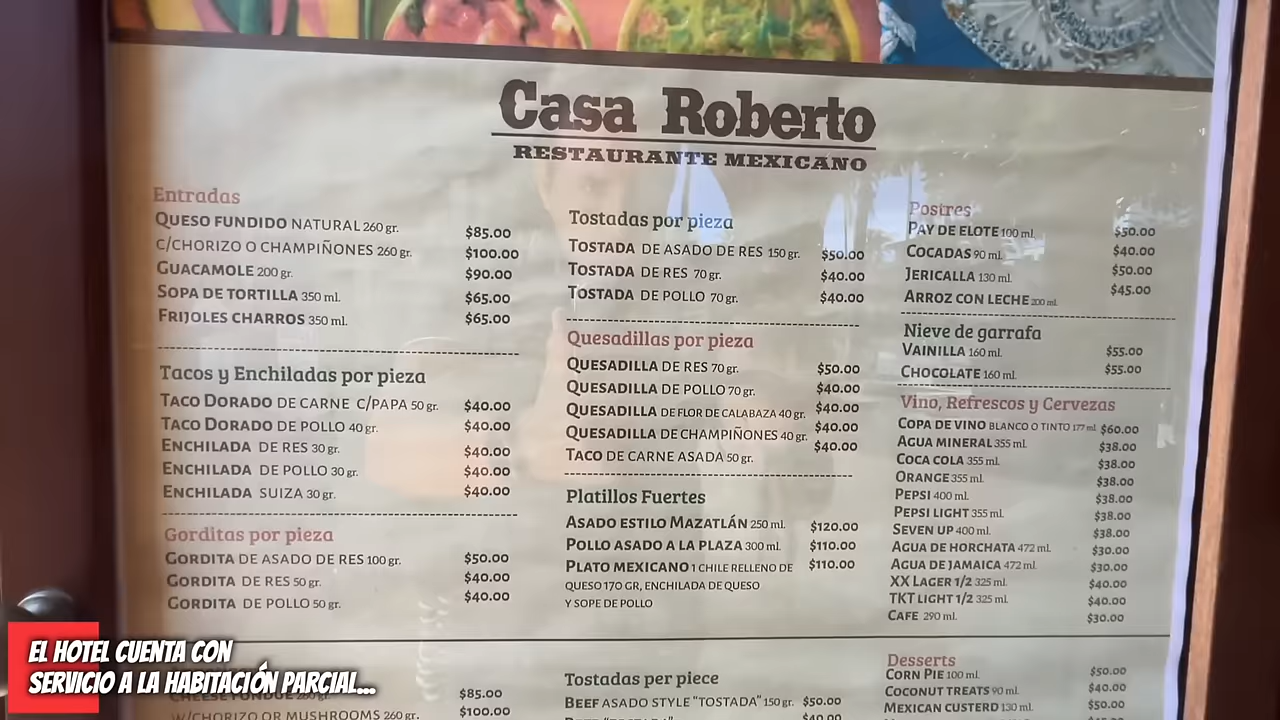 Casa Roberto
RESTAURANTE MEXICANO
Entradas
QUESO FUNDIDO NATURAL 260 gr. $85.00
C/CHORIZO O CHAMPIÑONES 260 gr. $100.00
GUACAMOLE 200 gr. $90.00
SOPA DE TORTILLA 350 ml. $65.00
FRIJOLES CHARROS 350 ml. $65.00
Tacos y Enchiladas por pieza
TACO DORADO DE CARNE C/PAPA 50 gr. $40.00
TACO DORADO DE POLLO 40 gr. $40.00
ENCHILADA DE RES 30 gr. $40.00
ENCHILADA DE POLLO 30 gr. $40.00
ENCHILADA SUIZA 30 gr. $40.00
Gorditas por pieza
GORDITA DE ASADO DE RES 100 gr. $50.00
GORDITA DE RES 50 gr. $40.00
GORDITA DE POLLO 50 gr. $40.00
Tostadas por pieza
TOSTADA DE ASADO DE RES 150 gr. $50.00
TOSTADA DE RES 70 gr. $40.00
TOSTADA DE POLLO 70 gr. $40.00
Quesadillas por pieza
QUESADILLA DE RES 70 gr. $50.00
QUESADILLA DE POLLO 70 gr. $40.00
QUESADILLA DE FLOR DE CALABAZA 40 gr. $40.00
QUESADILLA DE CHAMPIÑONES 40 gr. $40.00
TACO DE CARNE ASADA 50 gr. $40.00
Platillos Fuertes
ASADO ESTILO MAZATLÁN 250 ml. $120.00
POLLO ASADO A LA PLAZA 300 ml. $110.00
PLATO MEXICANO 1 CHILE RELLENO DE $110.00
QUESO 170 GR, ENCHILADA DE QUESO
Y SOPE DE POLLO
Postres
PAY DE ELOTE 100 ml. $50.00
COCADAS 90 ml. $40.00
JERICALLA 130 ml. $50.00
ARROZ CON LECHE 200 ml. $45.00
Nieve de garrafa
VAINILLA 160 ml. $55.00
CHOCOLATE 160 ml. $55.00
Vino, Refrescos y Cervezas
COPA DE VINO BLANCO O TINTO 177 ml. $60.00
AGUA MINERAL 355 ml. $38.00
COCA COLA 355 ml. $38.00
ORANGE 355 ml. $38.00
PEPSI 400 ml. $38.00
PEPSI LIGHT 355 ml. $38.00
SEVEN UP 400 ml. $38.00
AGUA DE HORCHATA 472 ml. $30.00
AGUA DE JAMAICA 472 ml. $30.00
XX LAGER 1/2 325 ml. $40.00
TKT LIGHT 1/2 325 ml. $40.00
CAFE 290 ml. $30.00
$85.00
W/CHORIZO OR MUSHROOMS 260 gr. $100.00
Tostadas per piece
BEEF ASADO STYLE "TOSTADA" 150 gr. $50.00
Desserts
CORN PIE 100 ml. $50.00
COCONUT TREATS 90 ml. $40.00
MEXICAN CUSTERD 130 ml. $50.00
EL HOTEL CUENTA CON
SERVICIO A LA HABITACIÓN PARCIAL...